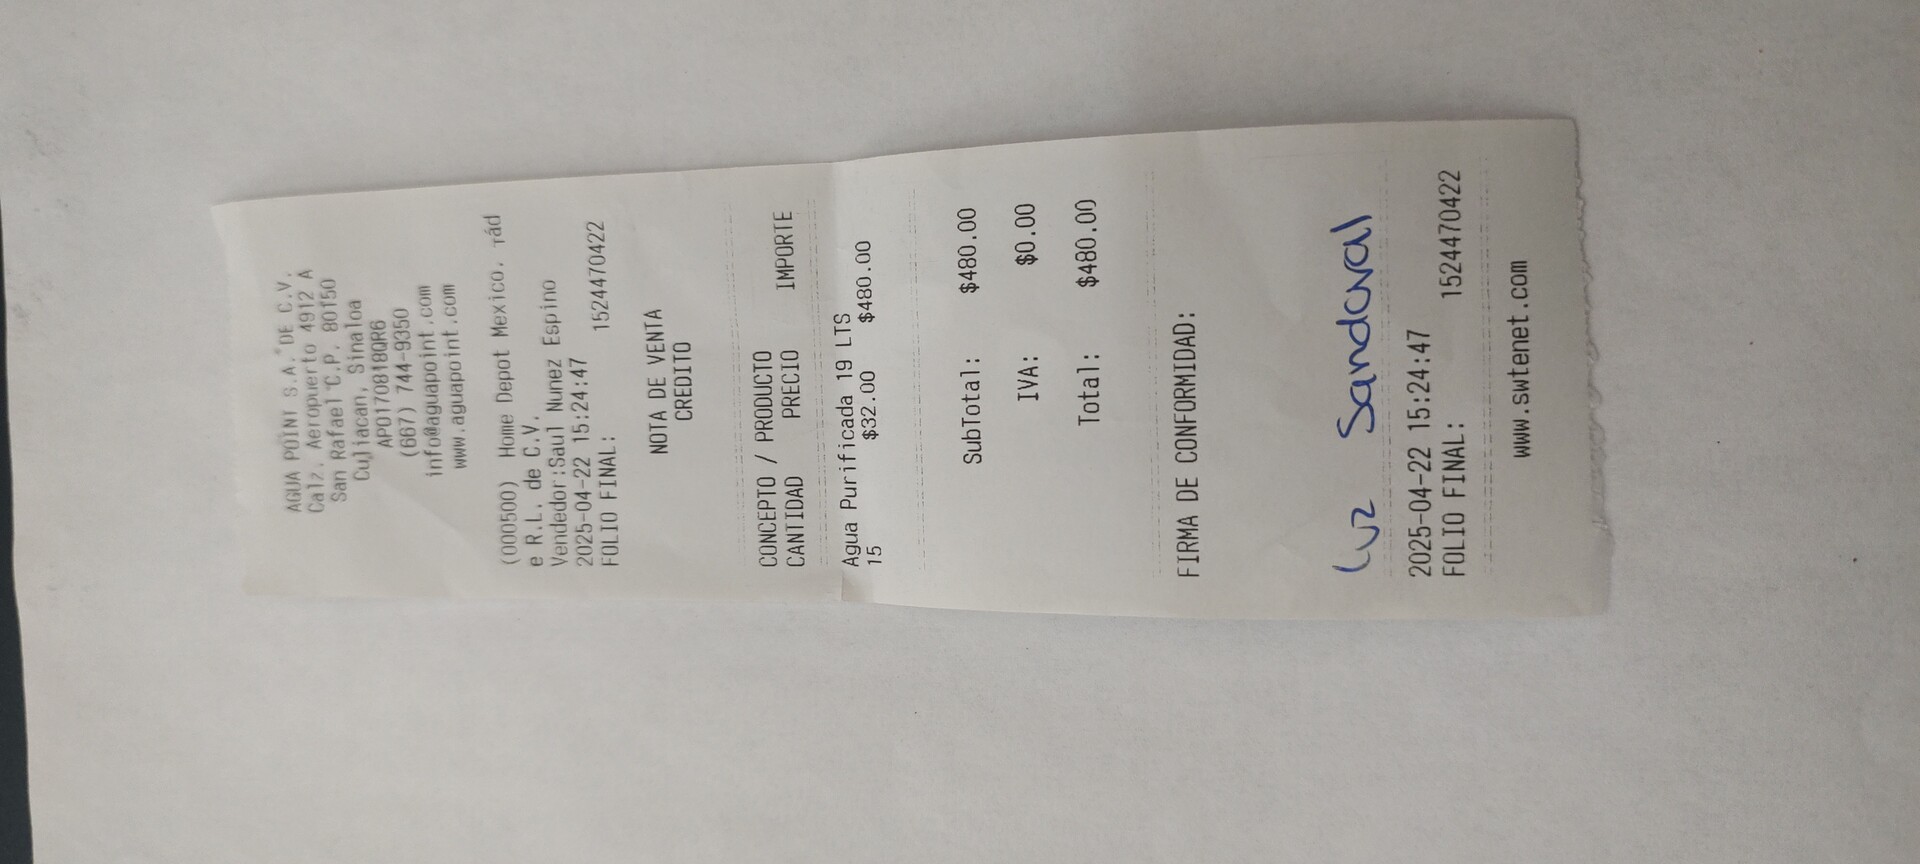 AGUA POINT S.A. DE C.V.
Calz. Aeropuerto 4912 A
San Rafael C.P. 80150
Culiacan, Sinaloa
APO170818QR6
(667) 744-9350
info@aguapoint.com
www.aguapoint.com
(000500) Home Depot Mexico,
e R.L. de C.V.
Vendedor:Saul Nunez Espino
2025-04-22 15:24:47
FOLIO FINAL: 1524470422
NOTA DE VENTA
CREDITO
CONCEPTO / PRODUCTO
CANTIDAD PRECIO IMPORTE
Agua Purificada 19 LTS
15 $32.00 $480.00
SubTotal: $480.00
IVA: $0.00
Total: $480.00
FIRMA DE CONFORMIDAD:
Luz Sandoval
2025-04-22 15:24:47
FOLIO FINAL: 1524470422
www.swtenet.com